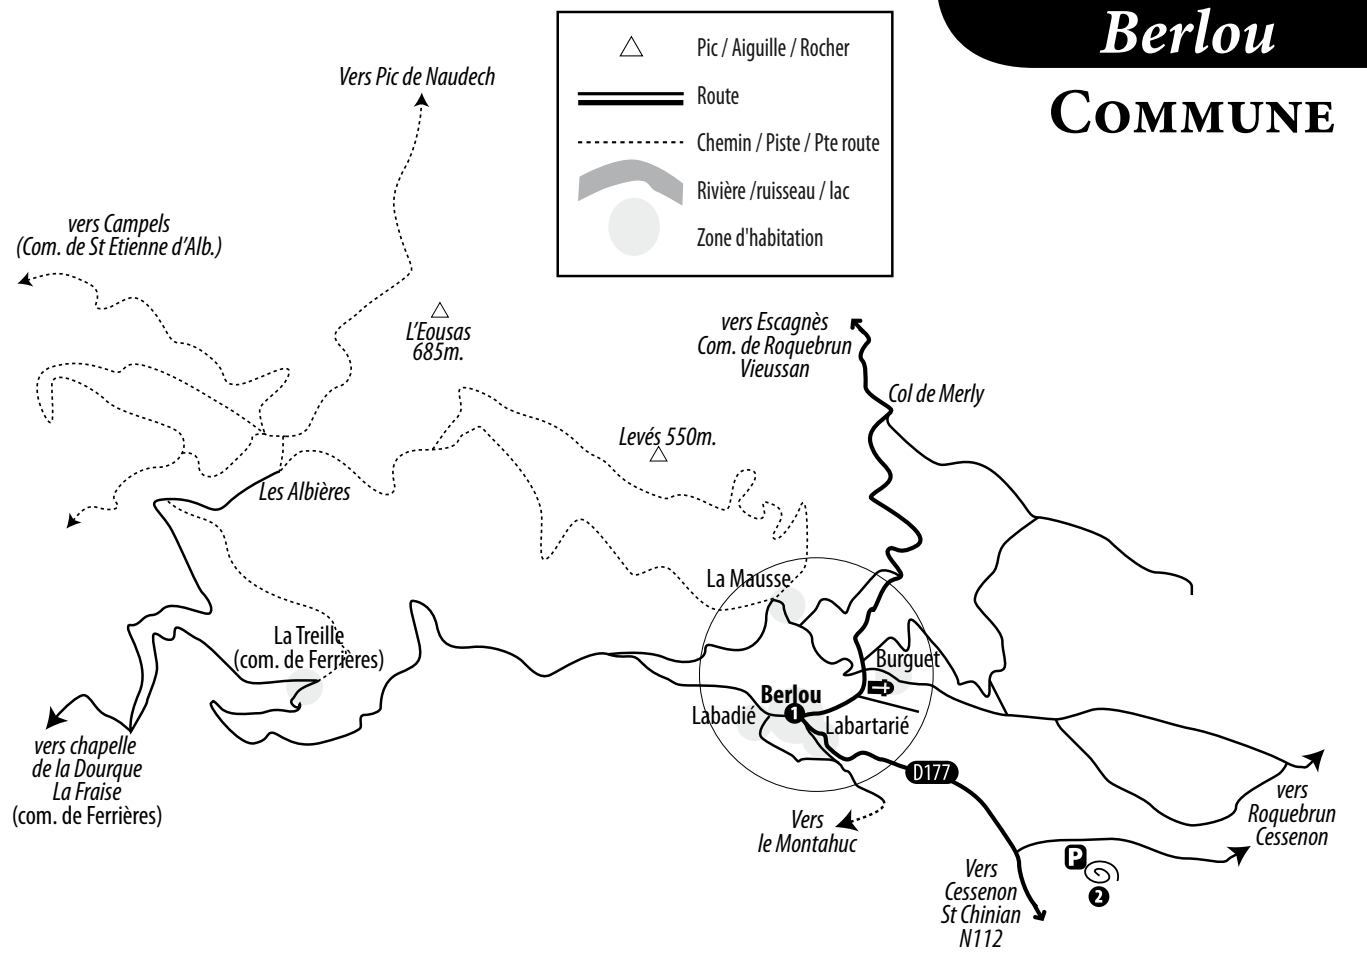 Berlou
COMMUNE
Pic / Aiguille / Rocher
Route
Chemin / Piste / Pte route
Rivière /ruisseau / lac
Zone d'habitation
Vers Pic de Naudech
vers Campels
(Com. de St Etienne d'Alb.)
L'Eousas
685m.
vers Escagnès
Com. de Roquebrun
Vieussan
Col de Merly
Levés 550m.
Les Albières
La Mausse
La Treille
(com. de Ferrières)
Burguet
Berlou
1
Labadié
Labartarié
vers chapelle
de la Dourque
La Fraise
(com. de Ferrières)
D177
Vers
le Montahuc
vers
Roquebrun
Cessenon
P
2
Vers
Cessenon
St Chinian
N112